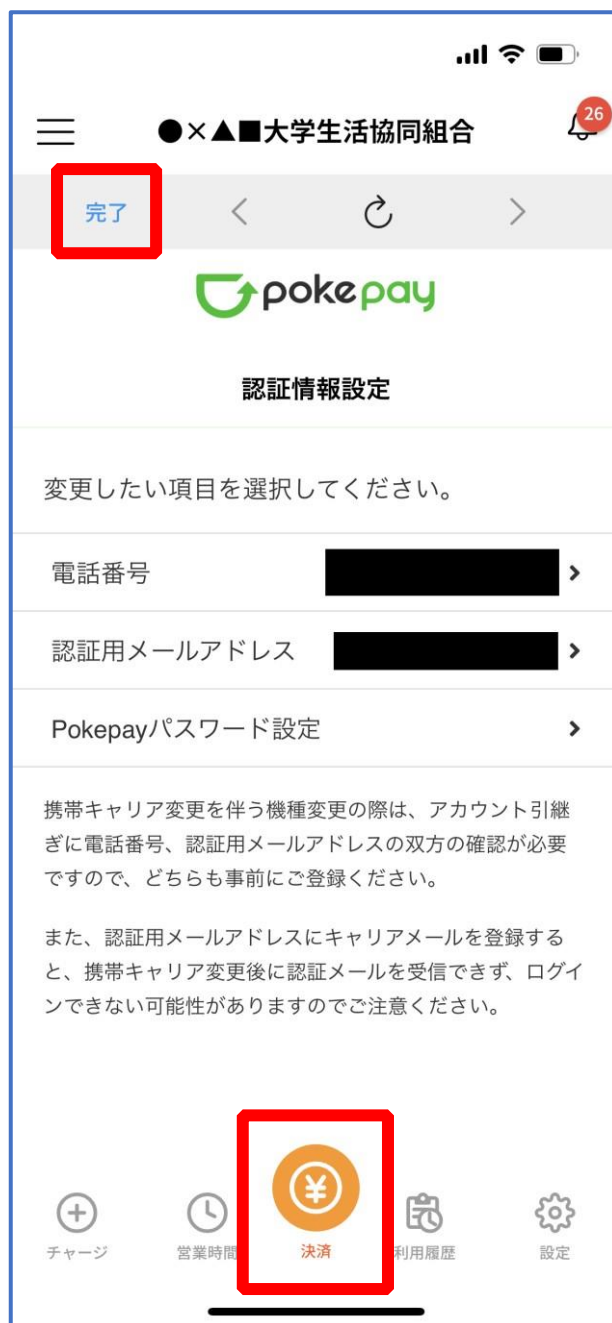 ●×▲■大学生活協同組合
26
完了
pokepay
認証情報設定
変更したい項目を選択してください。
電話番号
認証用メールアドレス
Pokepayパスワード設定
携帯キャリア変更を伴う機種変更の際は、アカウント引継
ぎに電話番号、認証用メールアドレスの双方の確認が必要
ですので、どちらも事前にご登録ください。
また、認証用メールアドレスにキャリアメールを登録する
と、携帯キャリア変更後に認証メールを受信できず、ログイ
ンできない可能性がありますのでご注意ください。
¥
チャージ
営業時間
決済
利用履歴
設定